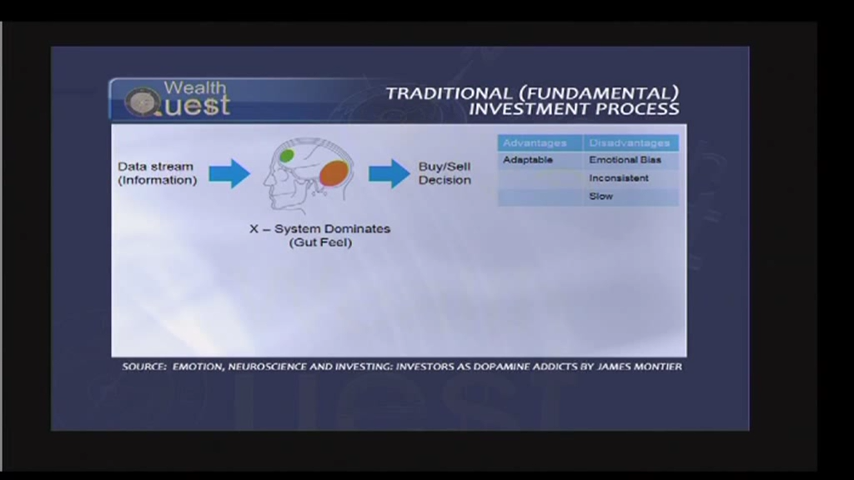 Wealth
Quest
TRADITIONAL (FUNDAMENTAL)
INVESTMENT PROCESS
Data stream
(Information)
Buy/Sell
Decision
X – System Dominates
(Gut Feel)
Advantages Disadvantages
Adaptable Emotional Bias
Inconsistent
Slow
SOURCE: EMOTION, NEUROSCIENCE AND INVESTING: INVESTORS AS DOPAMINE ADDICTS BY JAMES MONTIER
uest